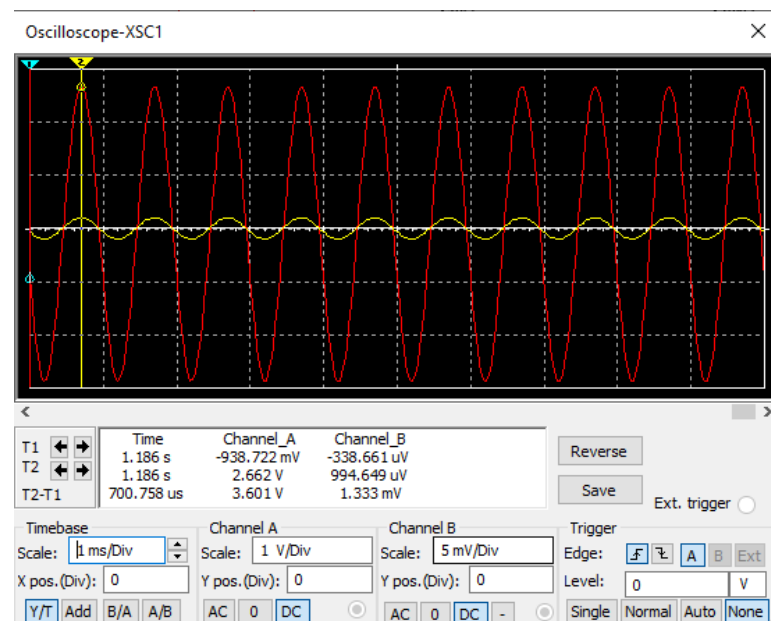 Oscilloscope-XSC1
1 2
T1
T2
T2-T1
Time Channel_A Channel_B
1.186 s -938.722 mV -338.661 uV
1.186 s 2.662 V 994.649 uV
700.758 us 3.601 V 1.333 mV
Reverse
Save
Ext. trigger
Timebase
Scale: 1 ms/Div
X pos.(Div): 0
Y/T Add B/A A/B
Channel A
Scale: 1 V/Div
Y pos.(Div): 0
AC 0 DC
Channel B
Scale: 5 mV/Div
Y pos.(Div): 0
AC 0 DC -
Trigger
Edge: A B Ext
Level: 0 V
Single Normal Auto None